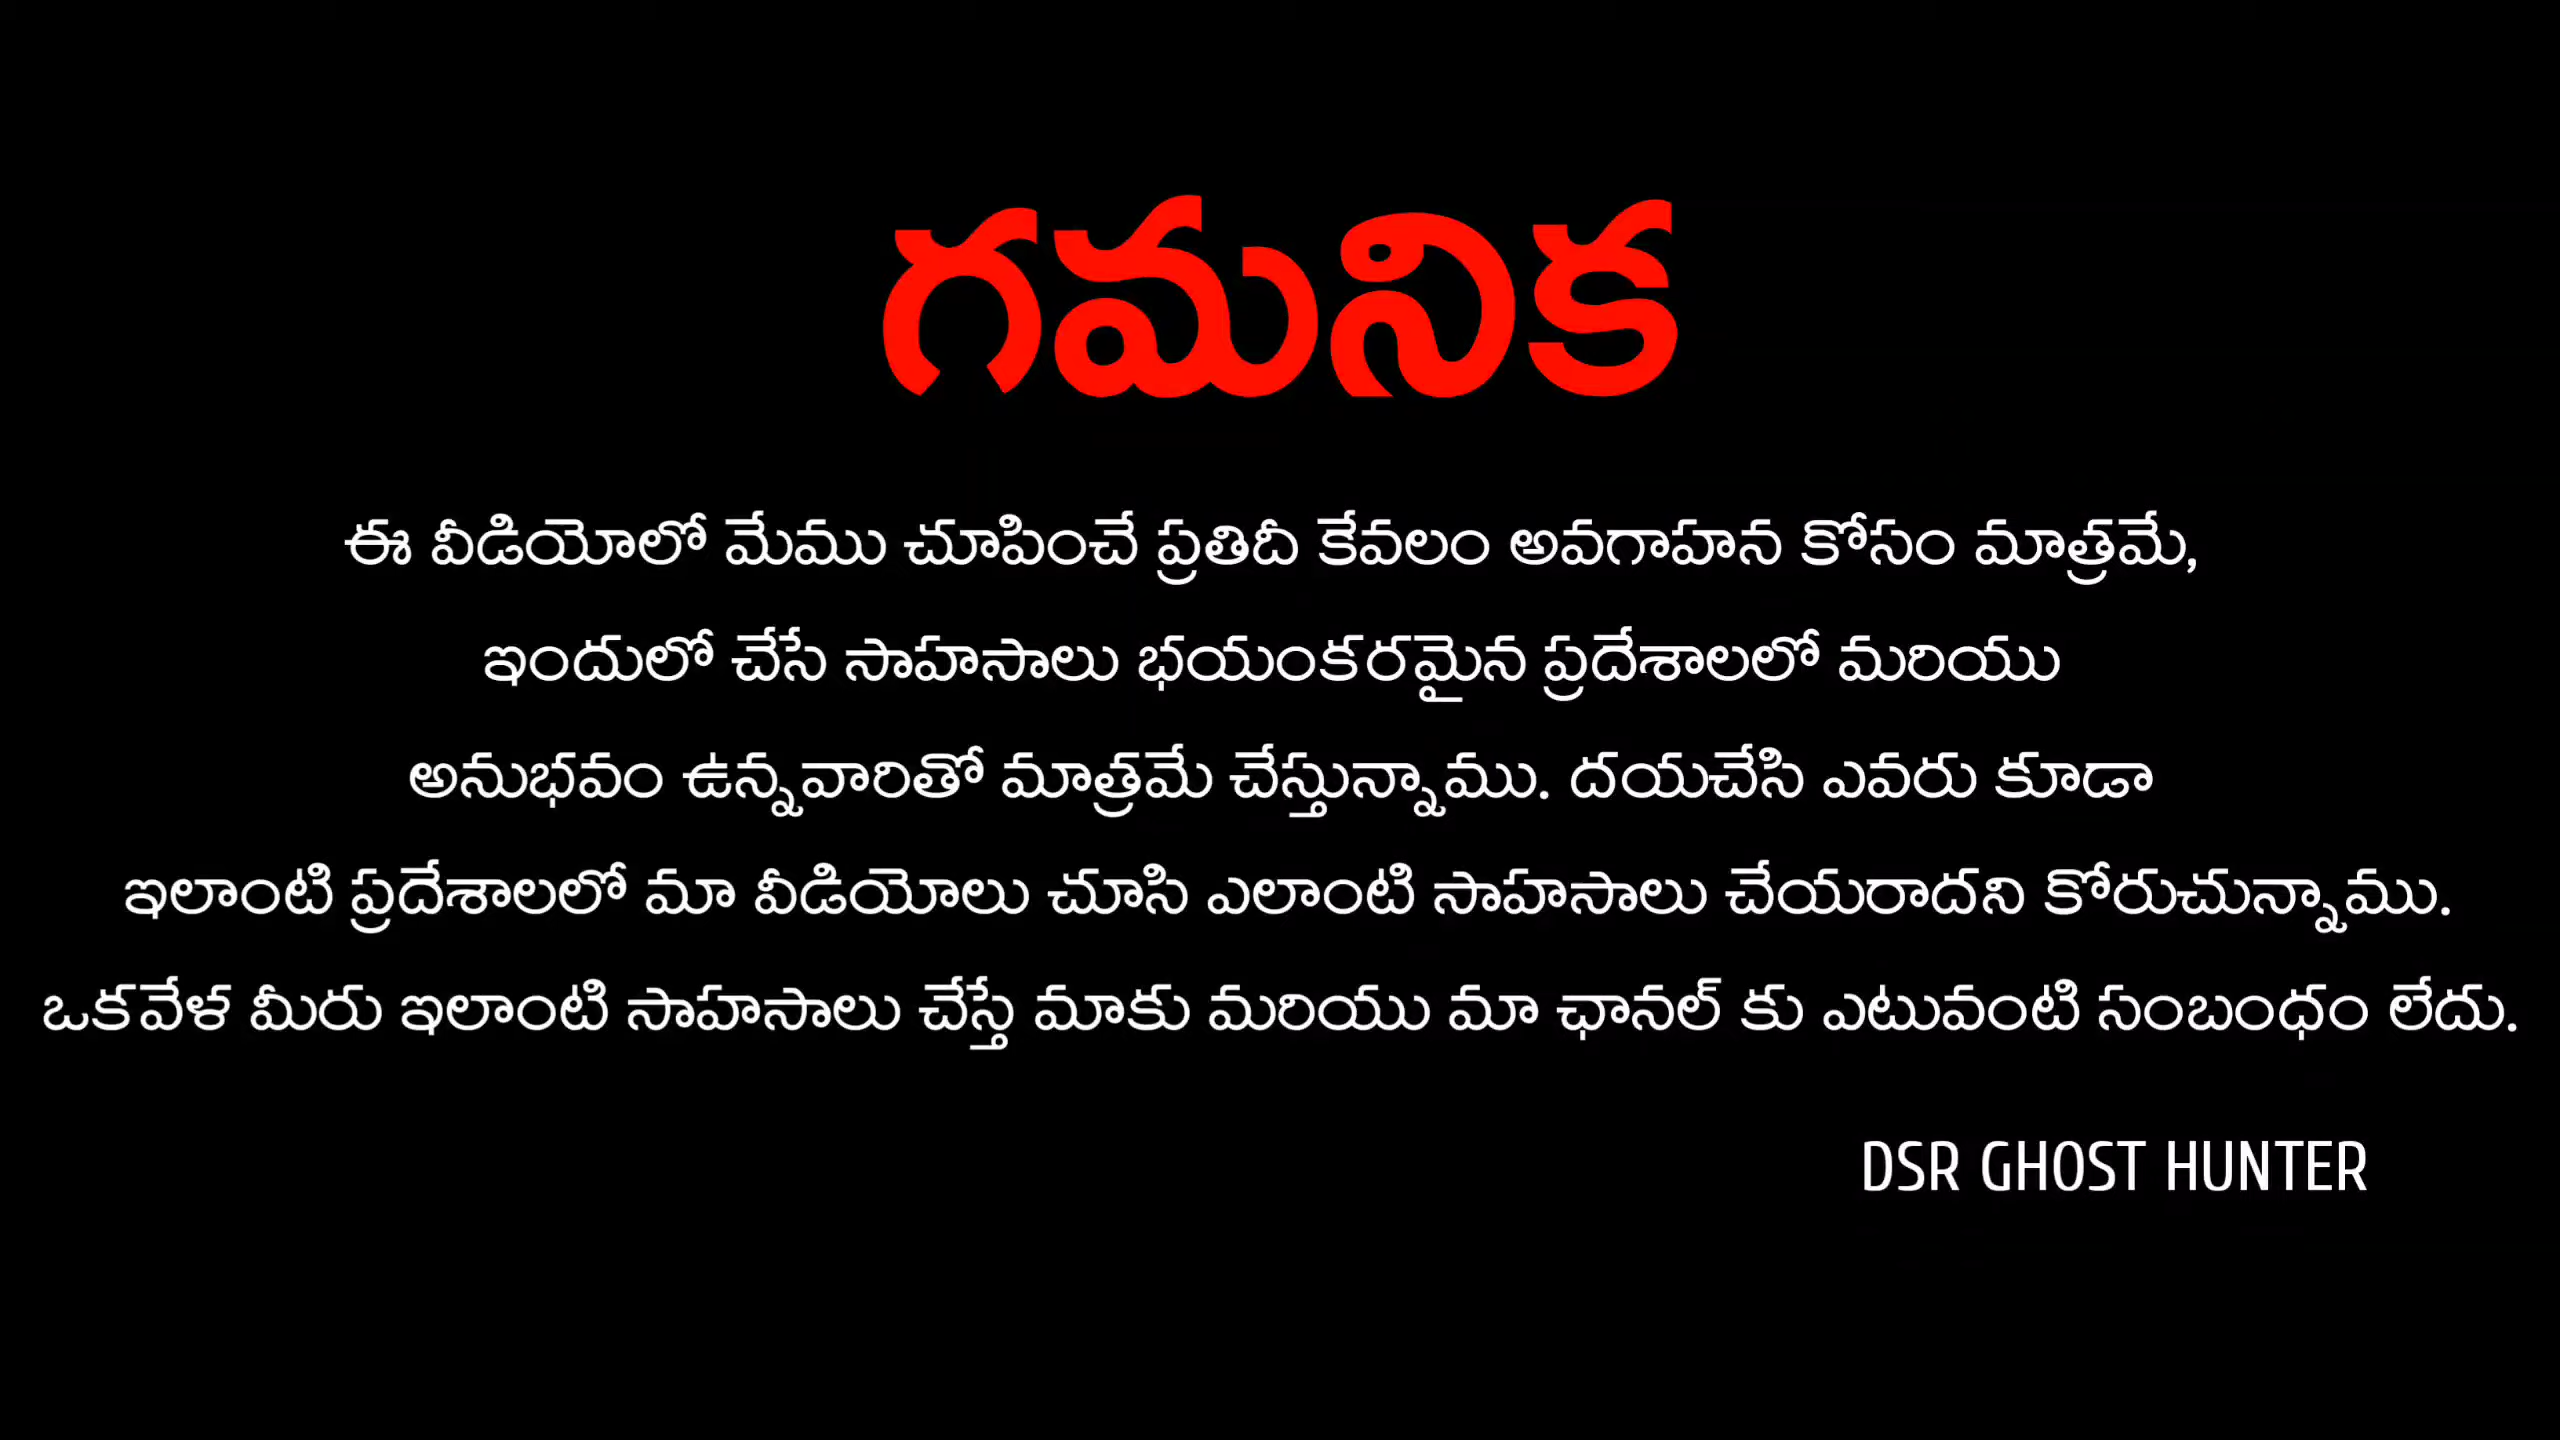 గమనిక
ఈ వీడియోలో మేము చూపించే ప్రతిదీ కేవలం అవగాహన కోసం మాత్రమే,
ఇందులో చేసే సాహసాలు భయంకరమైన ప్రదేశాలలో మరియు
అనుభవం ఉన్నవారితో మాత్రమే చేస్తున్నాము. దయచేసి ఎవరు కూడా
ఇలాంటి ప్రదేశాలలో మా వీడియోలు చూసి ఎలాంటి సాహసాలు చేయరాదని కోరుచున్నాము.
ఒకవేళ మీరు ఇలాంటి సాహసాలు చేస్తే మాకు మరియు మా ఛానల్ కు ఎటువంటి సంబంధం లేదు.
DSR GHOST HUNTER